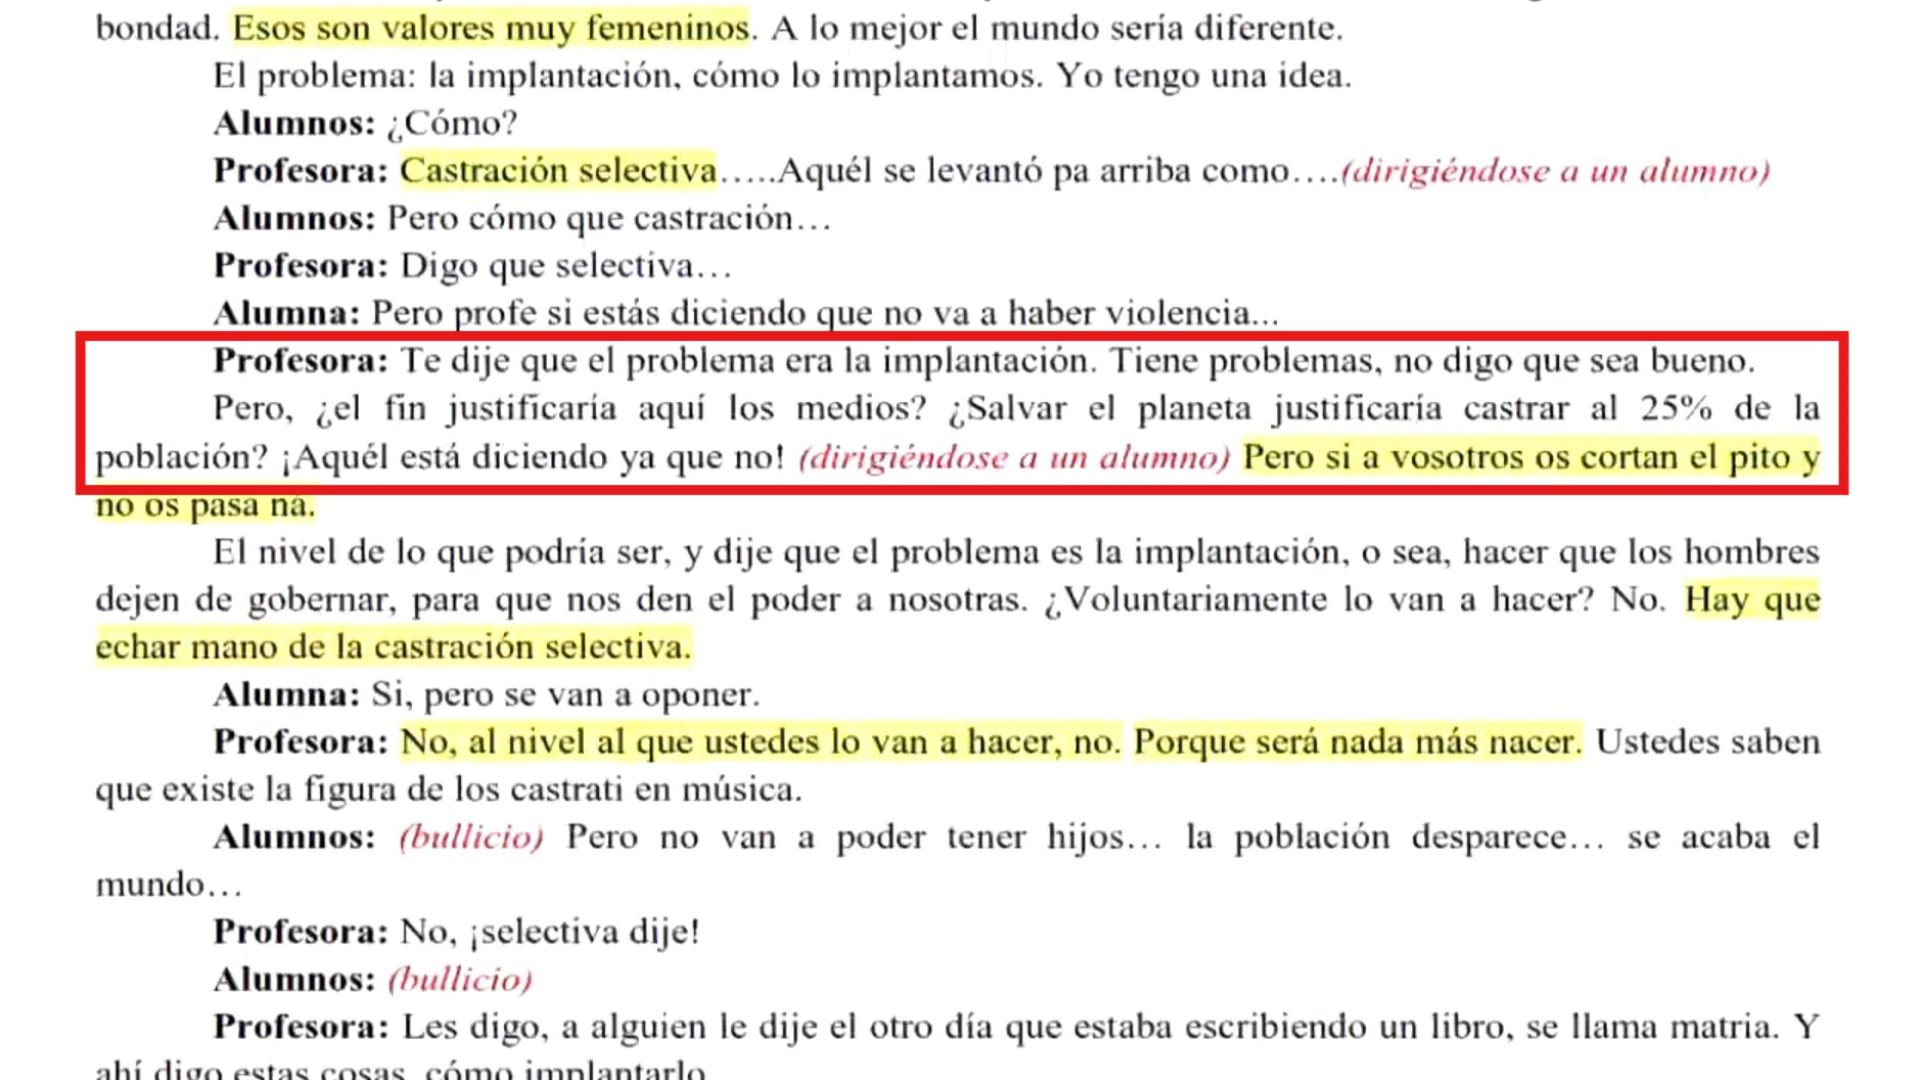 bondad. Esos son valores muy femeninos. A lo mejor el mundo sería diferente.
El problema: la implantación, cómo lo implantamos. Yo tengo una idea.
Alumnos: ¿Cómo?
Profesora: Castración selectiva…..Aquél se levantó pa arriba como….(dirigiéndose a un alumno)
Alumnos: Pero cómo que castración…
Profesora: Digo que selectiva…
Alumna: Pero profe si estás diciendo que no va a haber violencia...
Profesora: Te dije que el problema era la implantación. Tiene problemas, no digo que sea bueno.
Pero, ¿el fin justificaría aquí los medios? ¿Salvar el planeta justificaría castrar al 25% de la
población? ¡Aquél está diciendo ya que no! (dirigiéndose a un alumno) Pero si a vosotros os cortan el pito y
no os pasa ná.
El nivel de lo que podría ser, y dije que el problema es la implantación, o sea, hacer que los hombres
dejen de gobernar, para que nos den el poder a nosotras. ¿Voluntariamente lo van a hacer? No. Hay que
echar mano de la castración selectiva.
Alumna: Si, pero se van a oponer.
Profesora: No, al nivel al que ustedes lo van a hacer, no. Porque será nada más nacer. Ustedes saben
que existe la figura de los castrati en música.
Alumnos: (bullicio) Pero no van a poder tener hijos… la población desparece… se acaba el
mundo…
Profesora: No, ¡selectiva dije!
Alumnos: (bullicio)
Profesora: Les digo, a alguien le dije el otro día que estaba escribiendo un libro, se llama matria. Y
ahí digo estas cosas, cómo implantarlo